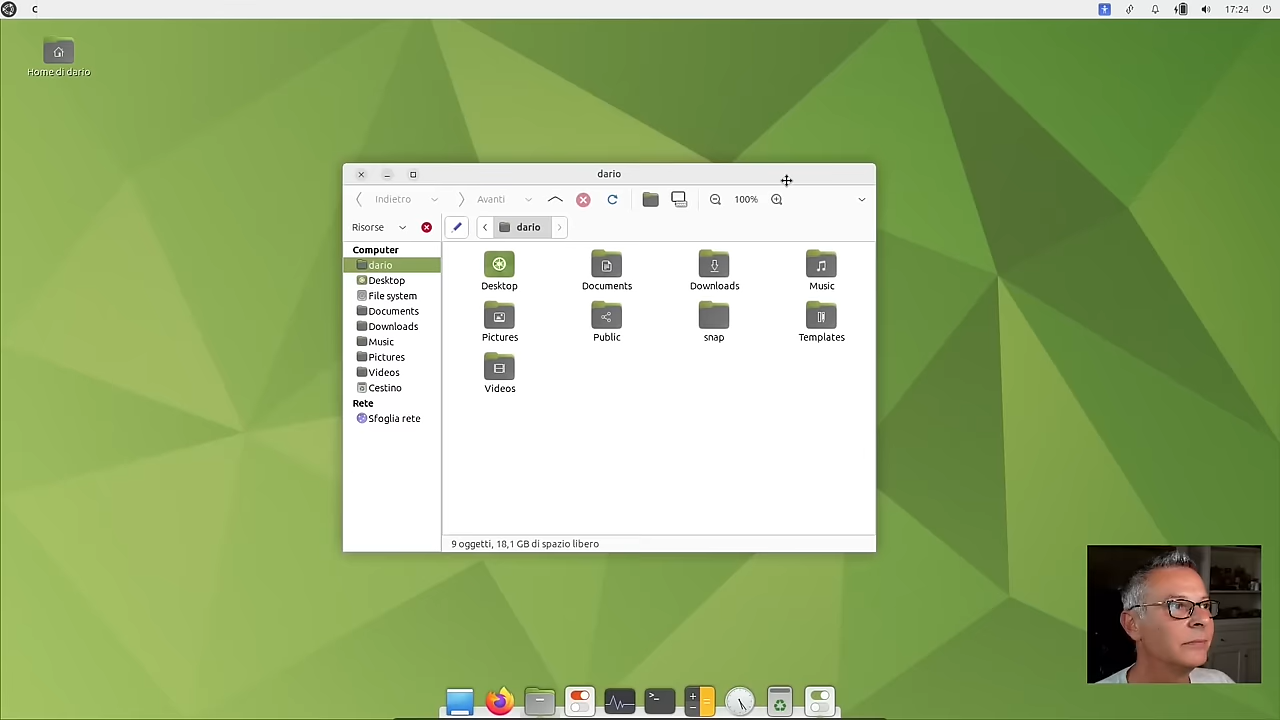 C
17:24
Home di dario
dario
Indietro
Avanti
100%
Risorse
dario
Computer
dario
Desktop
File system
Documents
Downloads
Music
Pictures
Videos
Cestino
Rete
Sfoglia rete
Desktop
Documents
Downloads
Music
Pictures
Public
snap
Templates
Videos
9 oggetti, 18,1 GB di spazio libero